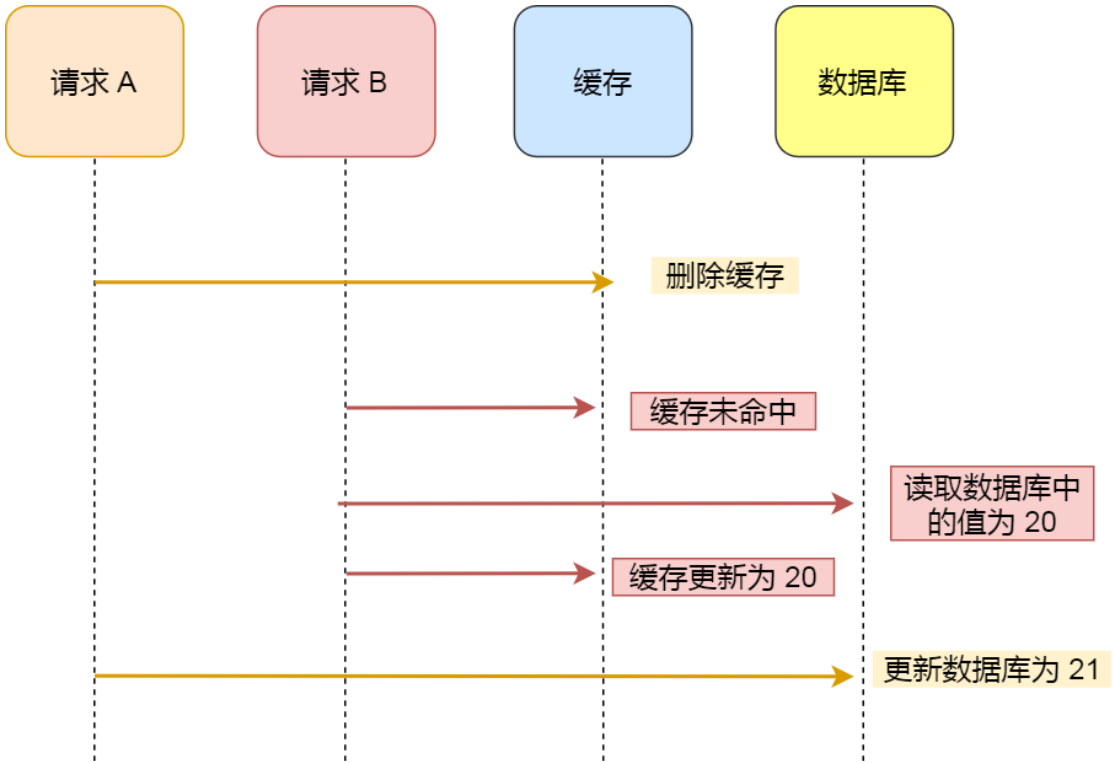 请求 A
请求 B
缓存
数据库
删除缓存
缓存未命中
读取数据库中
的值为 20
缓存更新为 20
更新数据库为 21